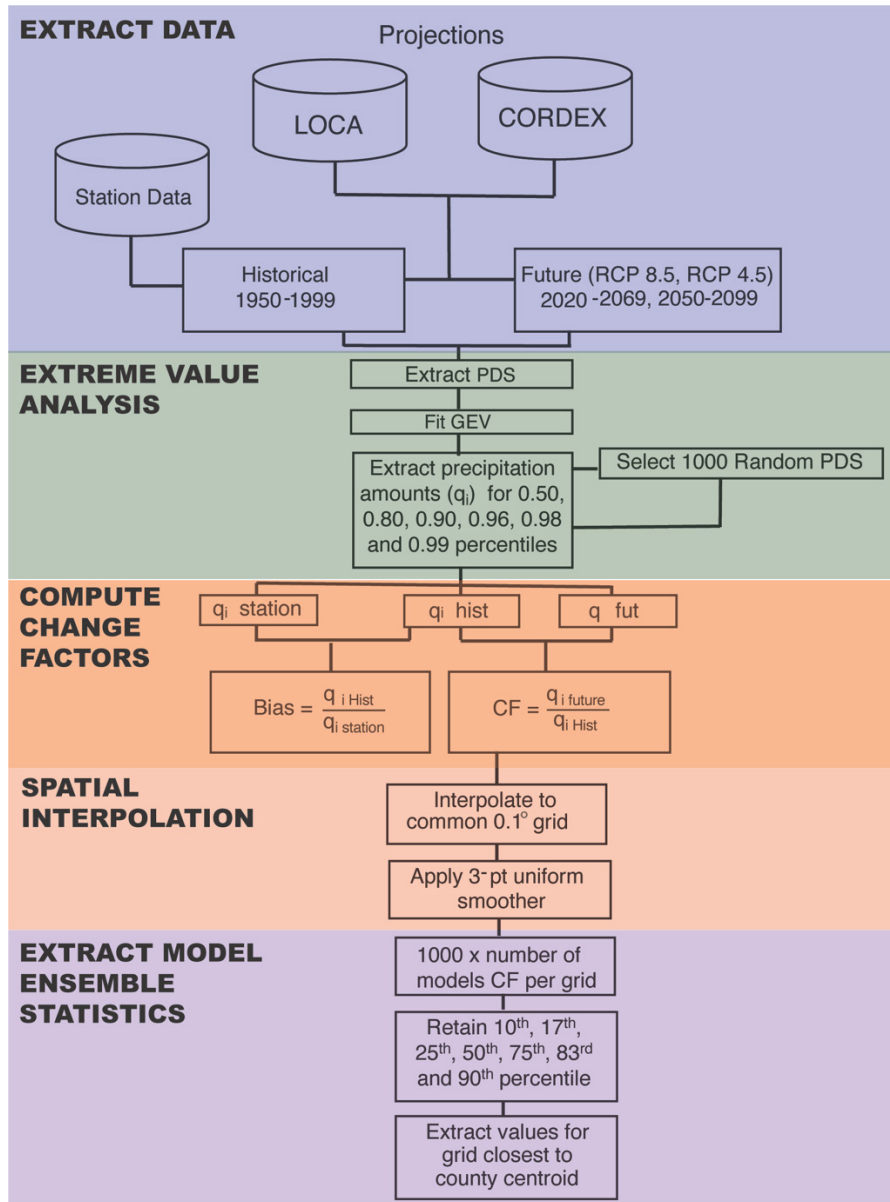 EXTRACT DATA
Projections
LOCA
CORDEX
Station Data
Historical
1950-1999
Future (RCP 8.5, RCP 4.5)
2020-2069, 2050-2099
EXTREME VALUE
ANALYSIS
Extract PDS
Fit GEV
Extract precipitation
amounts (qi) for 0.50,
0.80, 0.90, 0.96, 0.98
and 0.99 percentiles
Select 1000 Random PDS
COMPUTE
CHANGE
FACTORS
qi station
qi hist
q fut
Bias = q i Hist / qi station
CF = q i future / qi Hist
SPATIAL
INTERPOLATION
Interpolate to
common 0.1° grid
Apply 3-pt uniform
smoother
EXTRACT MODEL
ENSEMBLE
STATISTICS
1000 x number of
models CF per grid
Retain 10th, 17th,
25th, 50th, 75th, 83rd
and 90th percentile
Extract values for
grid closest to
county centroid